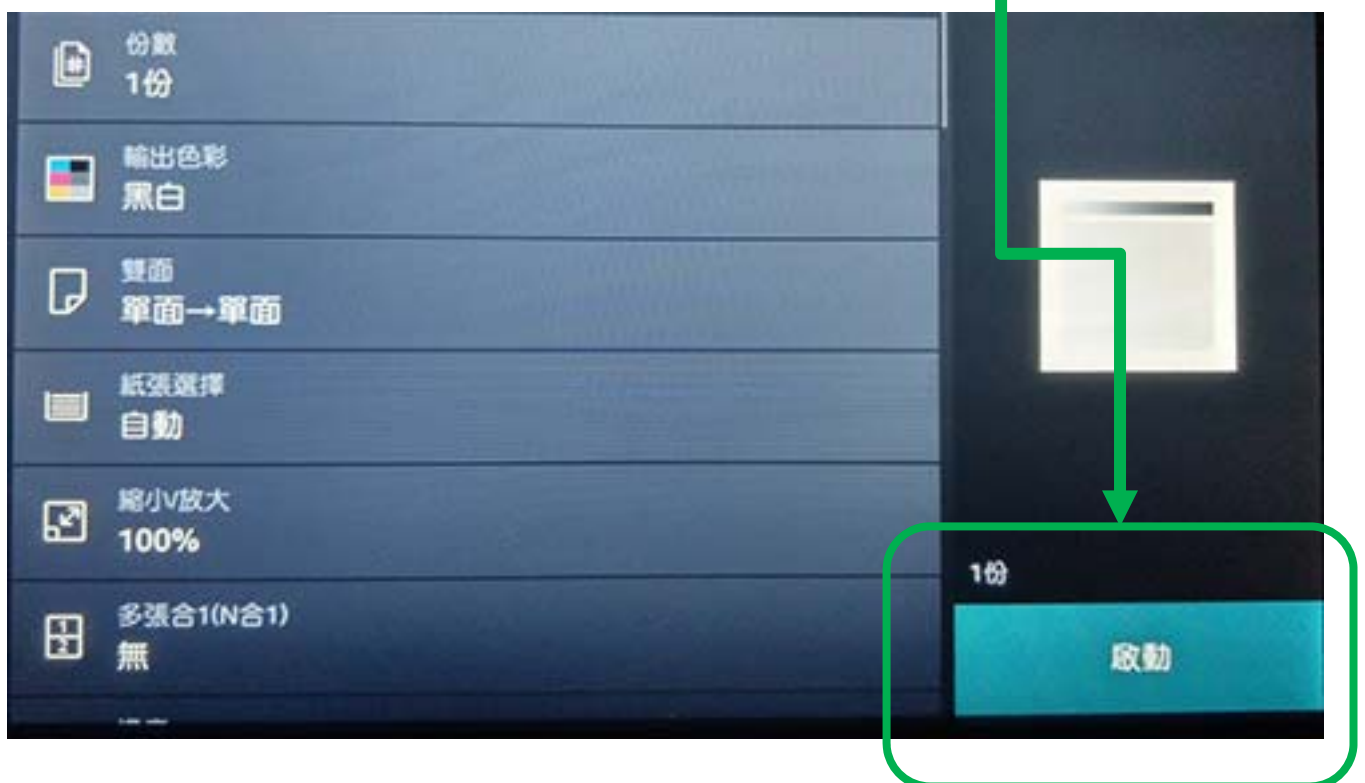 份數
1份
輸出色彩
黑白
雙面
單面→單面
紙張選擇
自動
縮小V放大
100%
多張合1(N合1)
無
1份
啟動